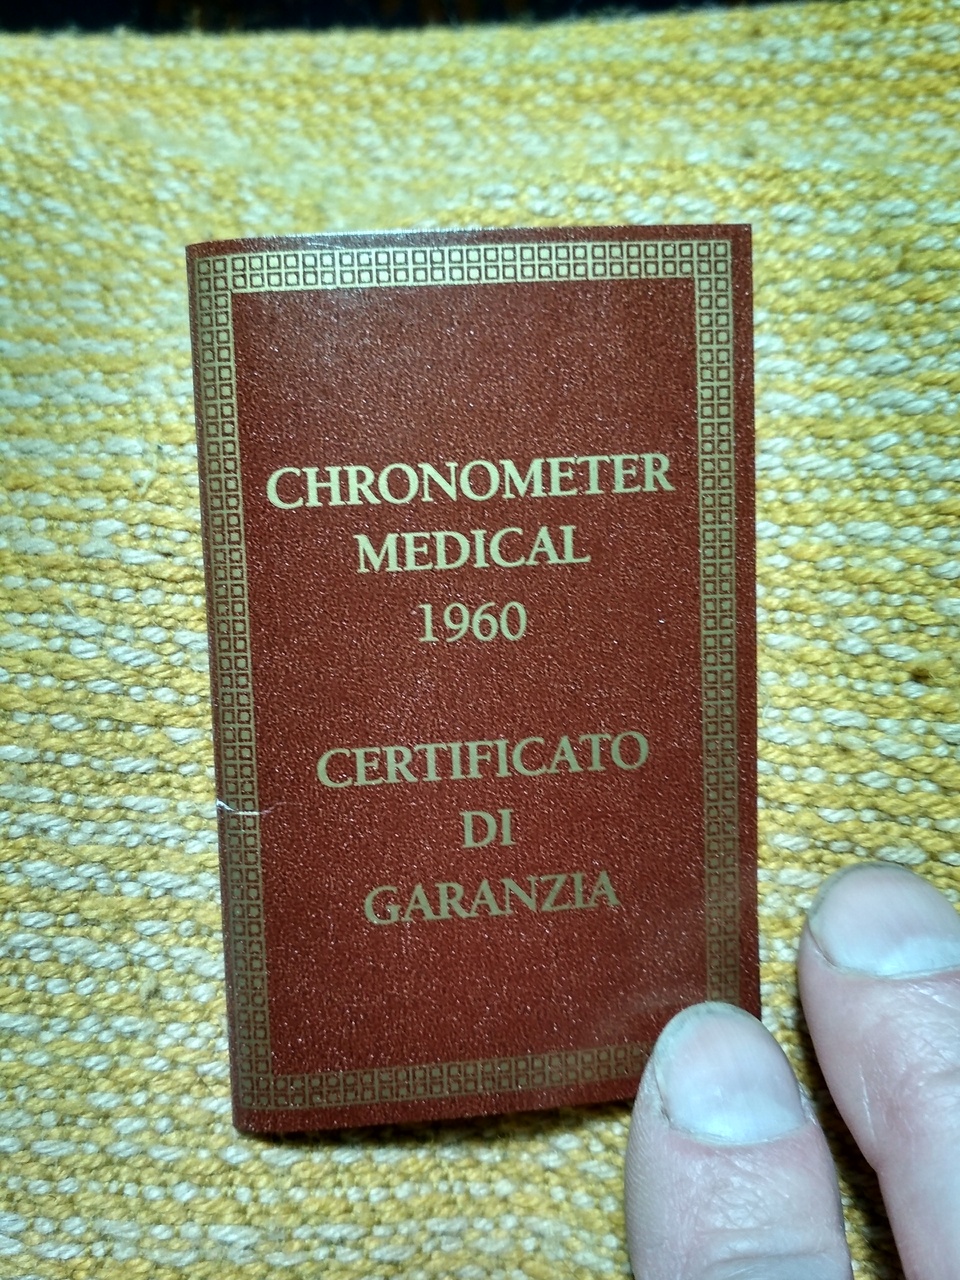 CHRONOMETER
MEDICAL
1960
CERTIFICATO
DI
GARANZIA